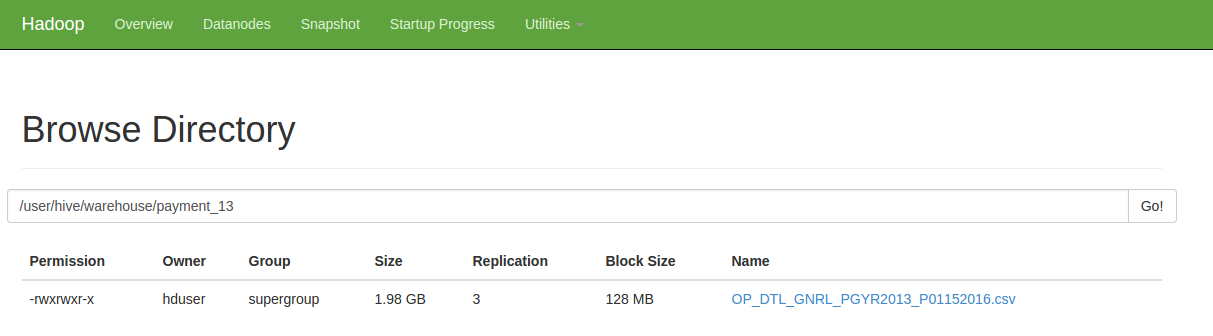 Hadoop Overview Datanodes Snapshot Startup Progress Utilities
Browse Directory
/user/hive/warehouse/payment_13 Go!
Permission Owner Group Size Replication Block Size Name
-rwxrwxr-x hduser supergroup 1.98 GB 3 128 MB OP_DTL_GNRL_PGYR2013_P01152016.csv